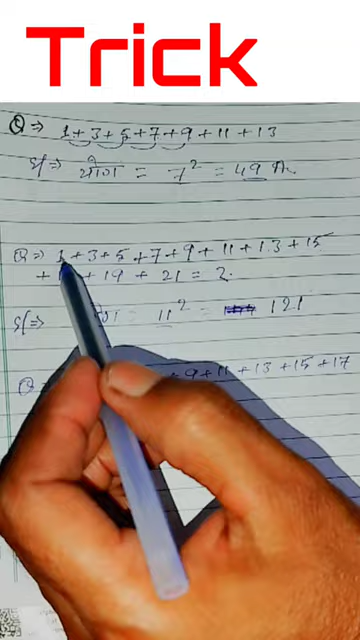 Trick
Q ⇒ 1+3+5+7+9+11+13
योग = 7² = 49
Q ⇒ 1+3+5+7+9+11+13+15
+ 19 + 21 = ?
= 11² = 121
9+11+13+15+17